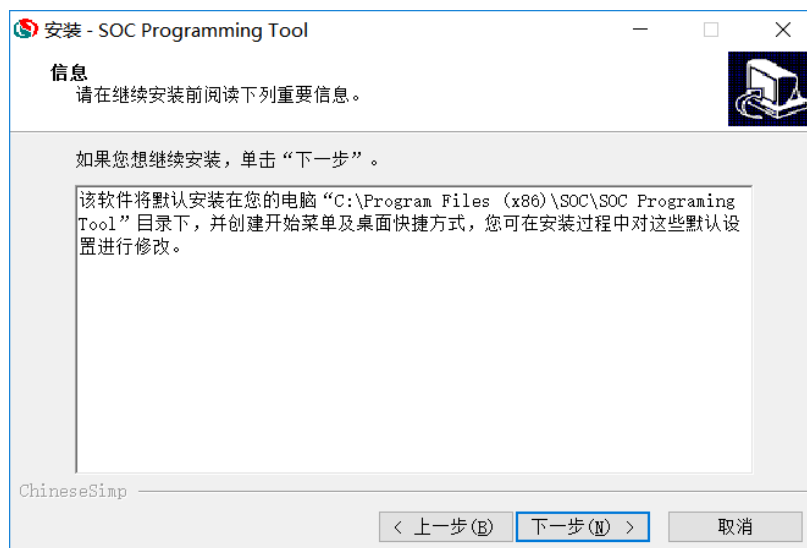 安装 - SOC Programming Tool
信息
请在继续安装前阅读下列重要信息。
如果您想继续安装，单击“下一步”。
该软件将默认安装在您的电脑“C:\Program Files (x86)\SOC\SOC Programing
Tool”目录下，并创建开始菜单及桌面快捷方式，您可在安装过程中对这些默认设
置进行修改。
ChineseSimp
< 上一步(B)
下一步(N) >
取消